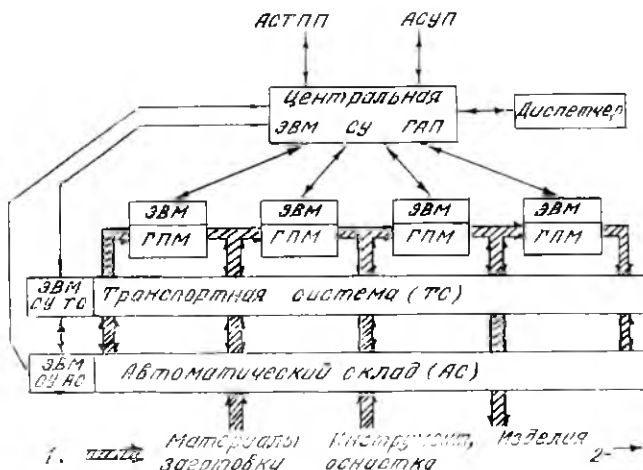 АСТПП АСУП
Центральная
ЭВМ СУ ГАП
Диспетчер
ЭВМ ЭВМ ЭВМ ЭВМ
ГПМ ГПМ ГПМ ГПМ
ЭВМ
СУ ТС
Транспортная система (ТС)
ЭВМ
СУ АС
Автоматический склад (АС)
1. Материалы Инструмент, Изделия 2-
заготовки оснастка